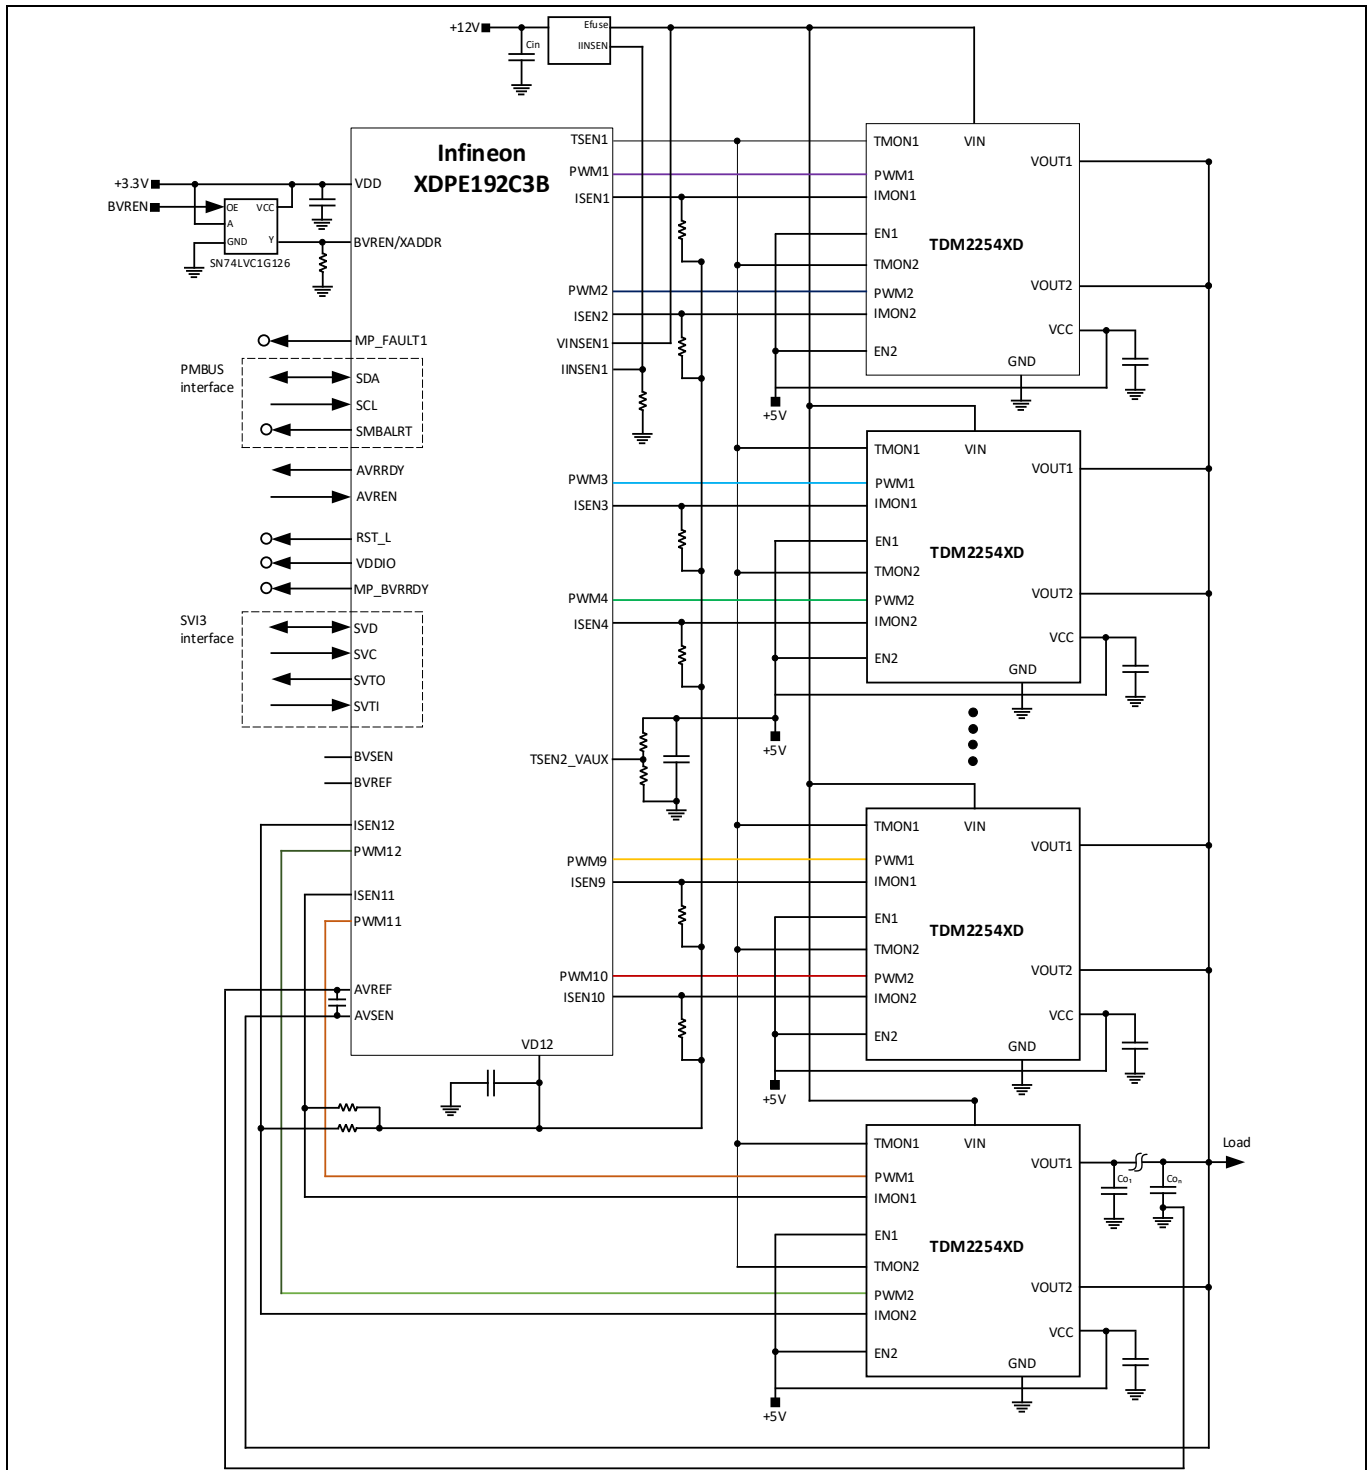 +12V
Efuse
IINSEN
Cin
Infineon
XDPE192C3B
+3.3V
BVREN
OE
VCC
A
GND
Y
SN74LVC1G126
VDD
BVREN/XADDR
MP_FAULT1
PMBUS
interface
SDA
SCL
SMBALRT
AVRRDY
AVREN
RST_L
VDDIO
MP_BVRRDY
SVI3
interface
SVD
SVC
SVTO
SVTI
BVSEN
BVREF
ISEN12
PWM12
ISEN11
PWM11
AVREF
AVSEN
VD12
TSEN1
PWM1
ISEN1
PWM2
ISEN2
VINSEN1
IINSEN1
PWM3
ISEN3
PWM4
ISEN4
TSEN2_VAUX
PWM9
ISEN9
PWM10
ISEN10
TMON1
VIN
VOUT1
PWM1
IMON1
EN1
TDM2254XD
TMON2
VOUT2
PWM2
IMON2
VCC
EN2
GND
+5V
TMON1
VIN
VOUT1
PWM1
IMON1
EN1
TDM2254XD
TMON2
VOUT2
PWM2
IMON2
VCC
EN2
GND
+5V
TMON1
VIN
VOUT1
PWM1
IMON1
EN1
TDM2254XD
TMON2
VOUT2
PWM2
IMON2
VCC
EN2
GND
+5V
TMON1
VIN
VOUT1
Load
PWM1
Co₁
Coₙ
IMON1
EN1
TDM2254XD
TMON2
VOUT2
PWM2
IMON2
VCC
EN2
GND
+5V